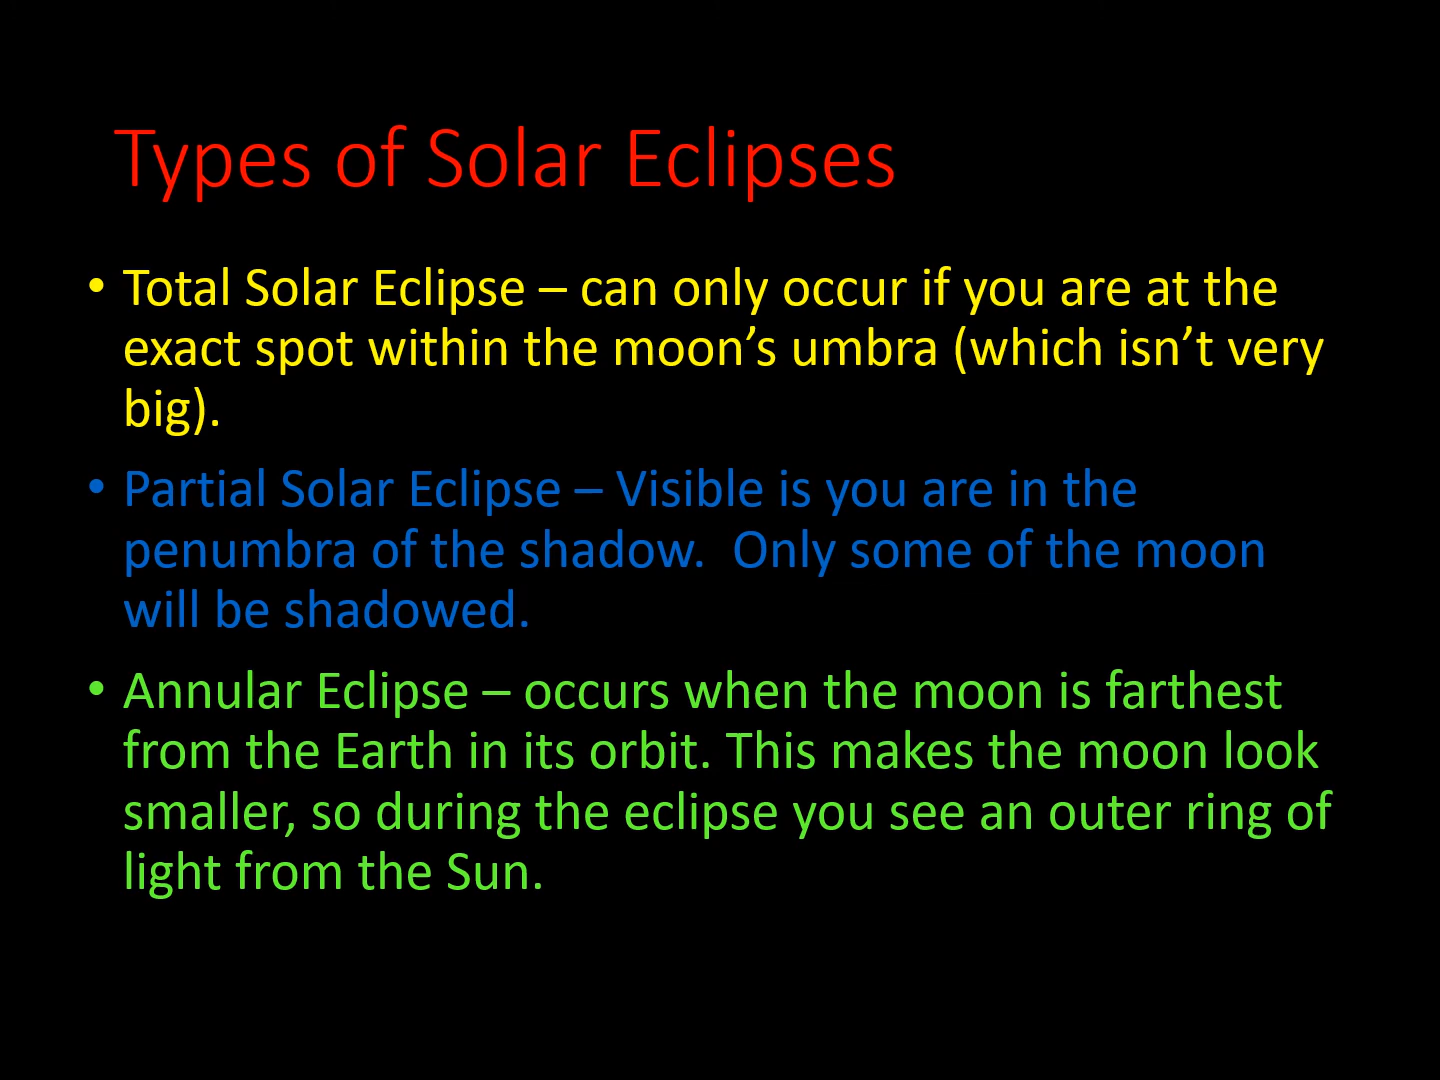 Types of Solar Eclipses
• Total Solar Eclipse – can only occur if you are at the
exact spot within the moon’s umbra (which isn’t very
big).
• Partial Solar Eclipse – Visible is you are in the
penumbra of the shadow.  Only some of the moon
will be shadowed.
• Annular Eclipse – occurs when the moon is farthest
from the Earth in its orbit. This makes the moon look
smaller, so during the eclipse you see an outer ring of
light from the Sun.